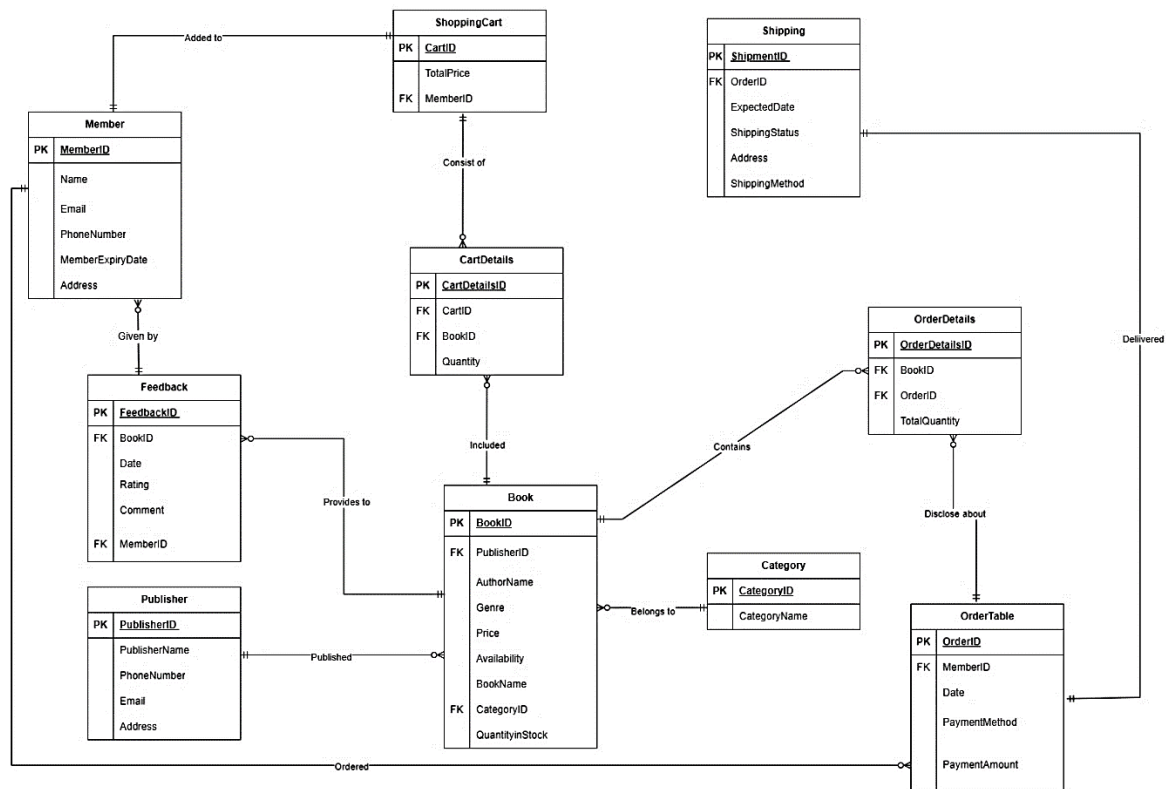 ShoppingCart
PK CartID
TotalPrice
FK MemberID
Shipping
PK ShipmentID
FK OrderID
ExpectedDate
ShippingStatus
Address
ShippingMethod
Added to
Member
PK MemberID
Name
Email
PhoneNumber
MemberExpiryDate
Address
Consist of
CartDetails
PK CartDetailsID
FK CartID
FK BookID
Quantity
OrderDetails
PK OrderDetailsID
FK BookID
FK OrderID
TotalQuantity
Delivered
Given by
Feedback
PK FeedbackID
FK BookID
Date
Rating
Comment
FK MemberID
Included
Contains
Provides to
Disclose about
Book
PK BookID
FK PublisherID
AuthorName
Genre
Price
Availability
BookName
FK CategoryID
QuantityinStock
Category
PK CategoryID
CategoryName
Belongs to
Publisher
PK PublisherID
PublisherName
PhoneNumber
Email
Address
Published
OrderTable
PK OrderID
FK MemberID
Date
PaymentMethod
PaymentAmount
Ordered